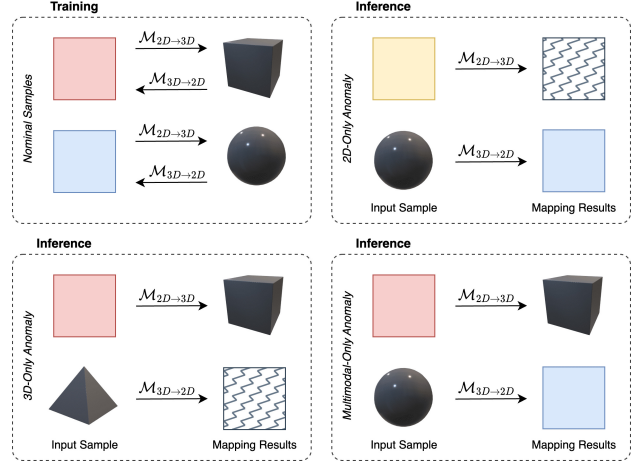 Training
Nominal Samples
M2D→3D
M3D→2D
M2D→3D
M3D→2D
Inference
2D-Only Anomaly
M2D→3D
M3D→2D
Input Sample
Mapping Results
Inference
3D-Only Anomaly
M2D→3D
M3D→2D
Input Sample
Mapping Results
Inference
Multimodal-Only Anomaly
M2D→3D
M3D→2D
Input Sample
Mapping Results